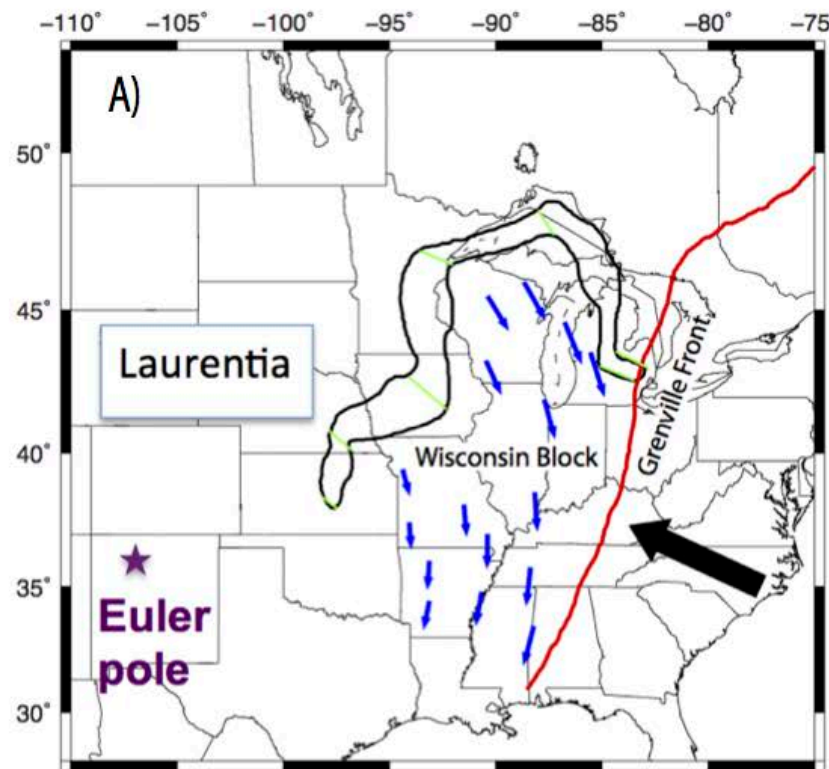 −110° −105° −100° −95° −90° −85° −80° −75°
A)
50°
45°
Laurentia
Grenville Front
40°
Wisconsin Block
35°
Euler
pole
30°